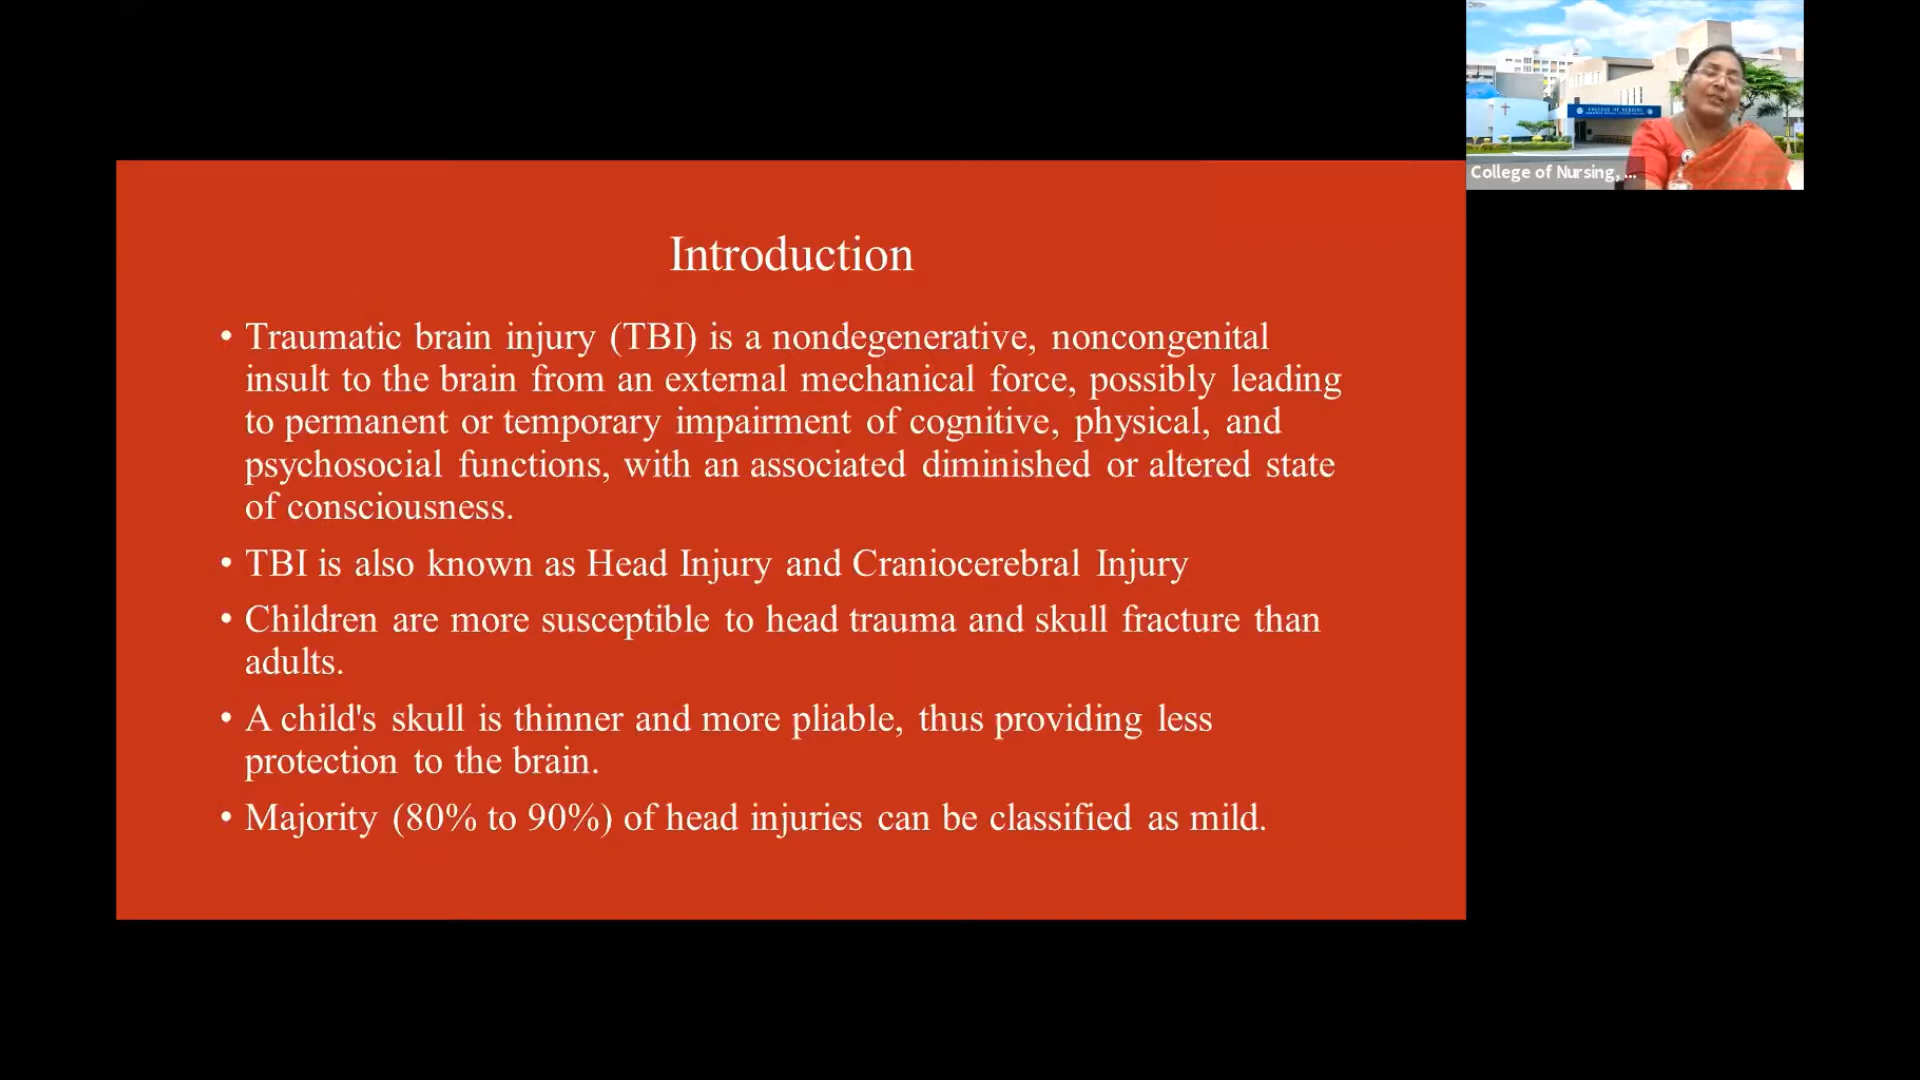 COLLEGE OF NURSING
College of Nursing, ...
Introduction
• Traumatic brain injury (TBI) is a nondegenerative, noncongenital
insult to the brain from an external mechanical force, possibly leading
to permanent or temporary impairment of cognitive, physical, and
psychosocial functions, with an associated diminished or altered state
of consciousness.
• TBI is also known as Head Injury and Craniocerebral Injury
• Children are more susceptible to head trauma and skull fracture than
adults.
• A child's skull is thinner and more pliable, thus providing less
protection to the brain.
• Majority (80% to 90%) of head injuries can be classified as mild.